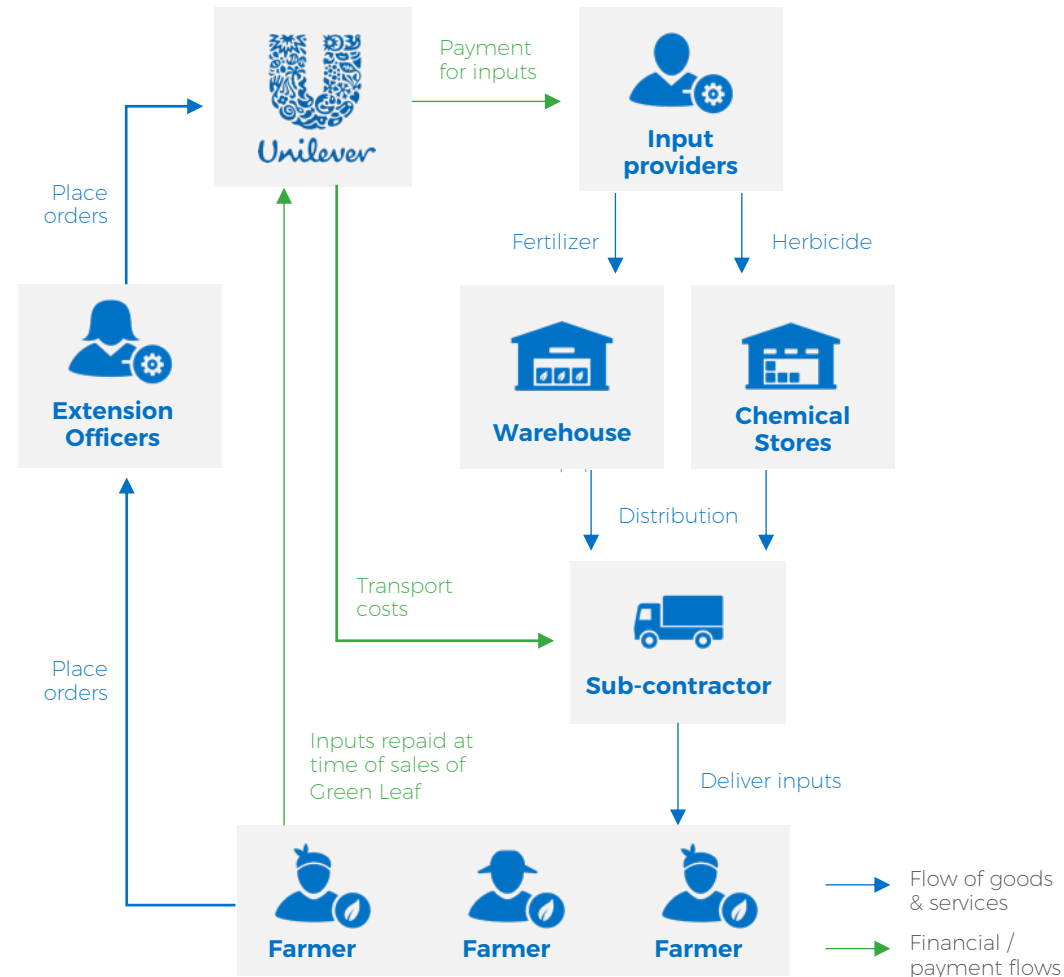 Unilever
Payment
for inputs
Input
providers
Place
orders
Fertilizer
Herbicide
Extension
Officers
Warehouse
Chemical
Stores
Distribution
Transport
costs
Sub-contractor
Place
orders
Inputs repaid at
time of sales of
Green Leaf
Deliver inputs
Farmer
Farmer
Farmer
Flow of goods
& services
Financial /
payment flows